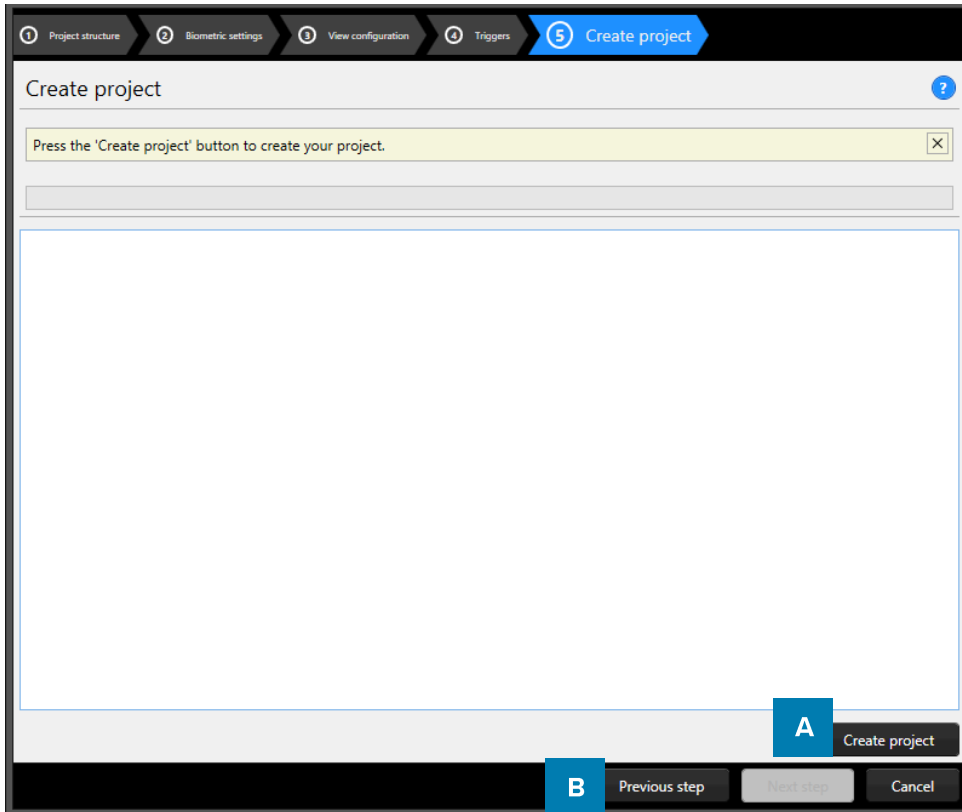 1 Project structure 2 Biometric settings 3 View configuration 4 Triggers 5 Create project
Create project ?
Press the 'Create project' button to create your project. X
A Create project
B Previous step Next step Cancel